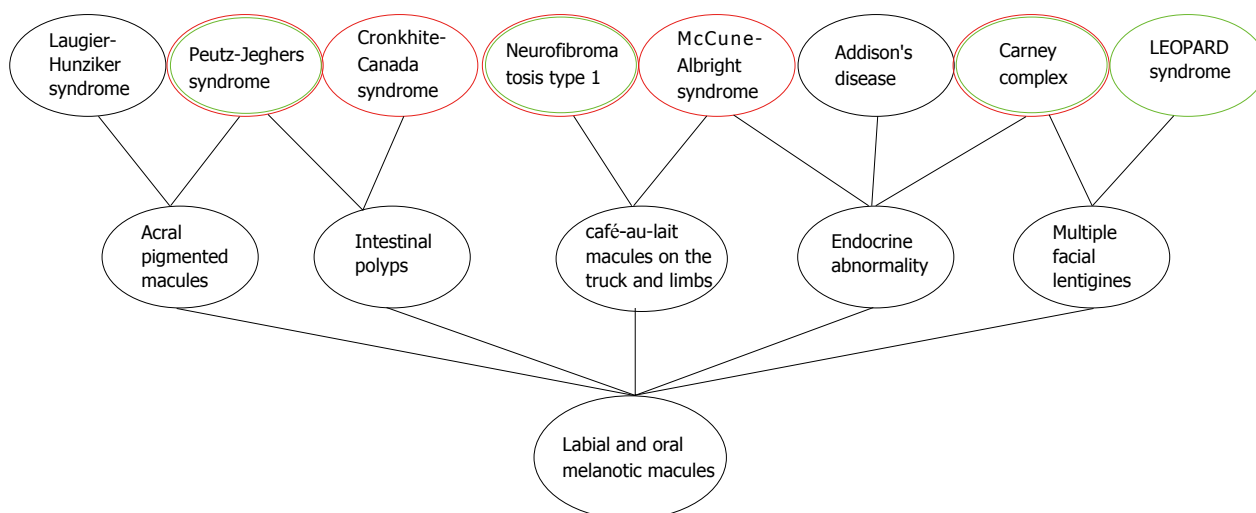 Laugier-
Hunziker
syndrome
Peutz-Jeghers
syndrome
Cronkhite-
Canada
syndrome
Neurofibroma
tosis type 1
McCune-
Albright
syndrome
Addison's
disease
Carney
complex
LEOPARD
syndrome
Acral
pigmented
macules
Intestinal
polyps
café-au-lait
macules on the
truck and limbs
Endocrine
abnormality
Multiple
facial
lentigines
Labial and oral
melanotic macules